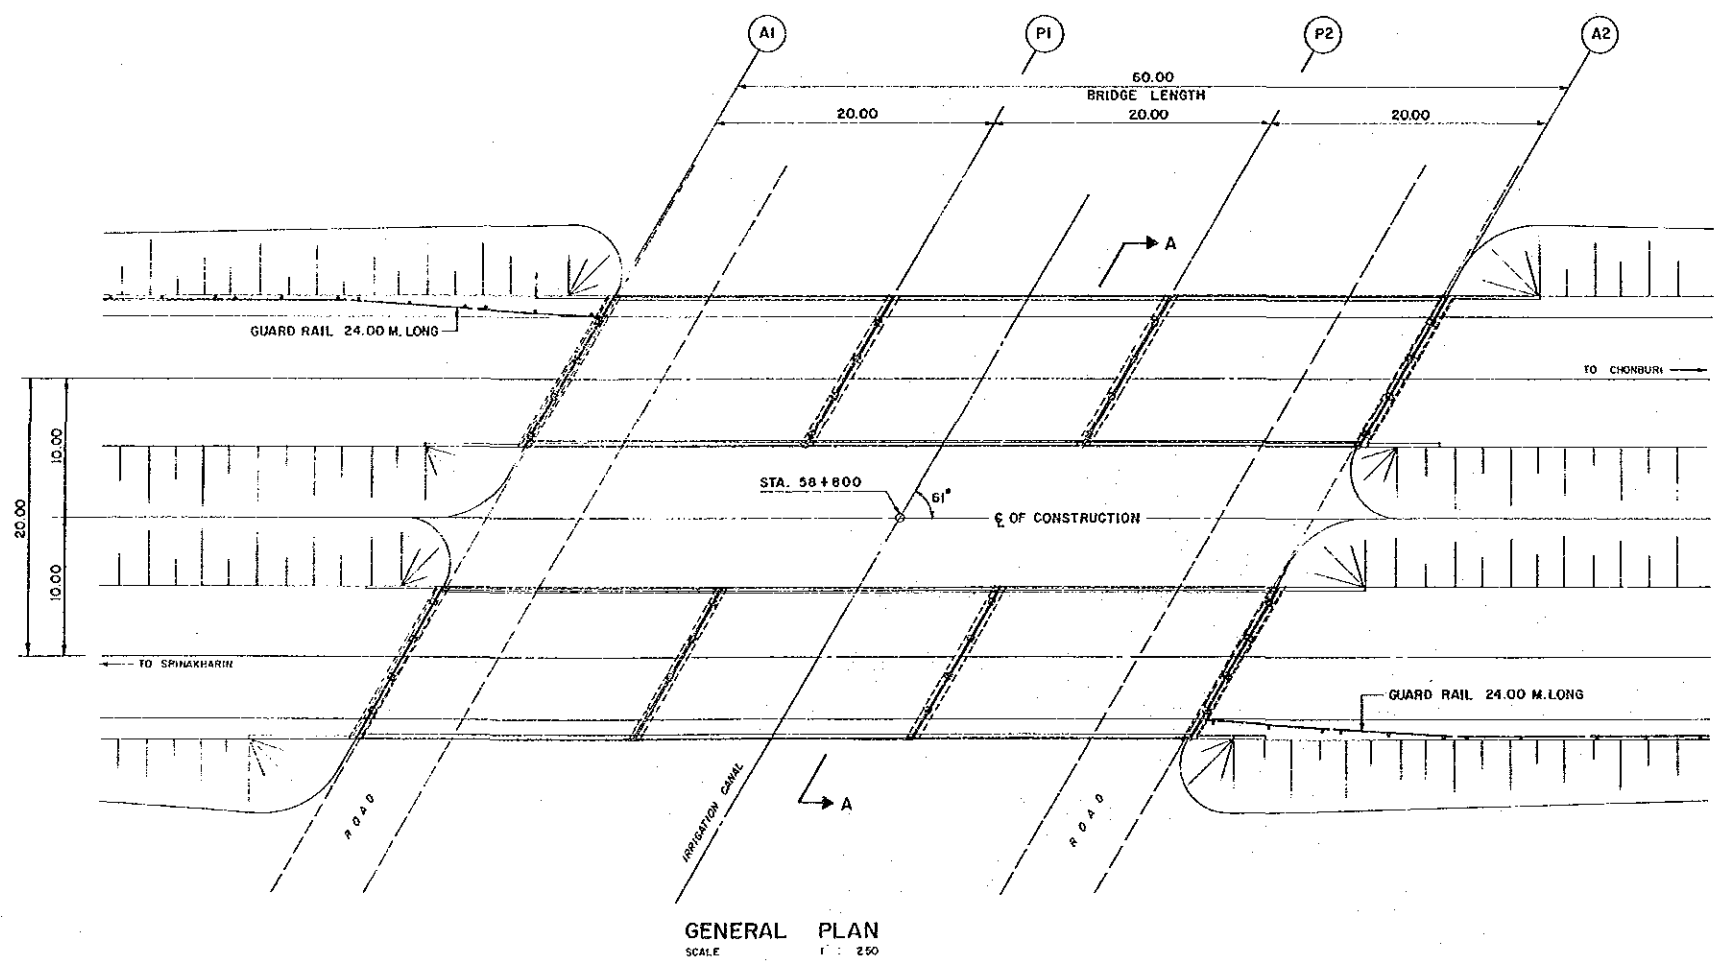 A1
P1
P2
A2
60.00
BRIDGE LENGTH
20.00
20.00
20.00
A
GUARD RAIL 24.00 M. LONG
TO CHONBURI
10.00
20.00
STA. 58+800
61°
℄ OF CONSTRUCTION
10.00
TO SRINAKHARIN
GUARD RAIL 24.00 M. LONG
ROAD
IRRIGATION CANAL
A
ROAD
GENERAL PLAN
SCALE 1 : 250